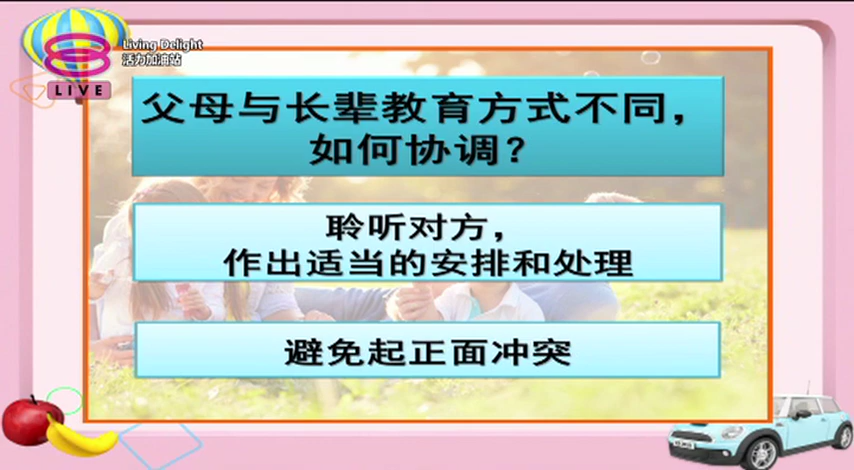 Living Delight
活力加油站
LIVE
父母与长辈教育方式不同，
如何协调？
聆听对方，
作出适当的安排和处理
避免起正面冲突